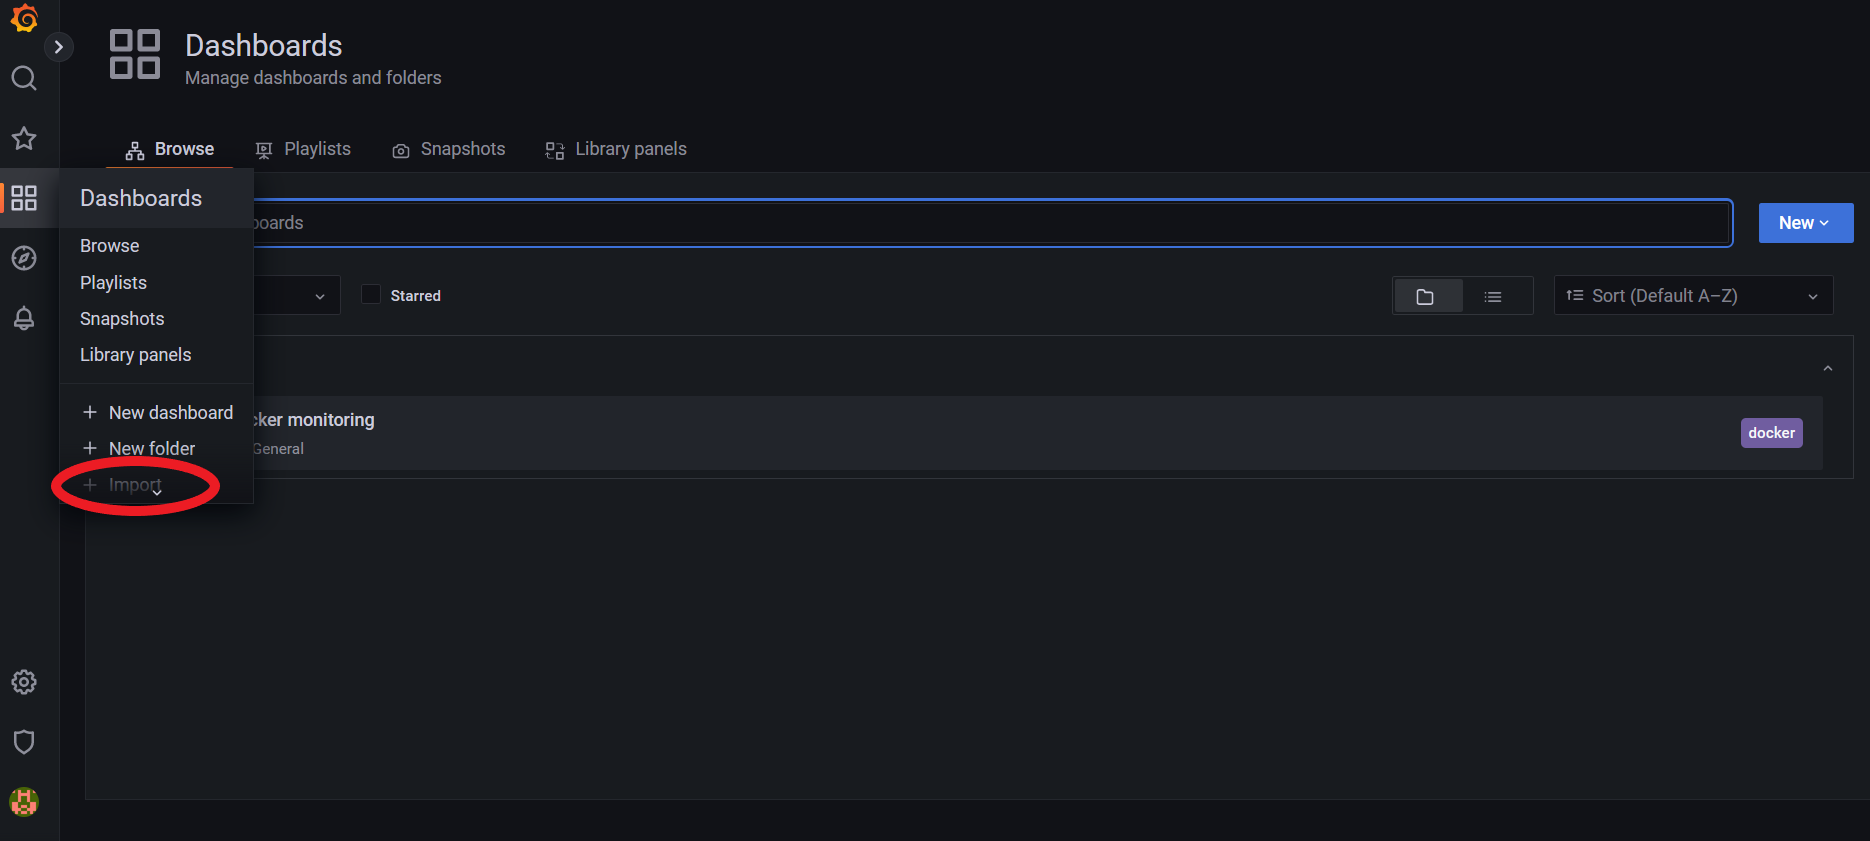 Dashboards
Manage dashboards and folders
Browse
Playlists
Snapshots
Library panels
Dashboards
boards
New
Browse
Playlists
Starred
Sort (Default A–Z)
Snapshots
Library panels
New dashboard
cker monitoring
docker
New folder
General
Import